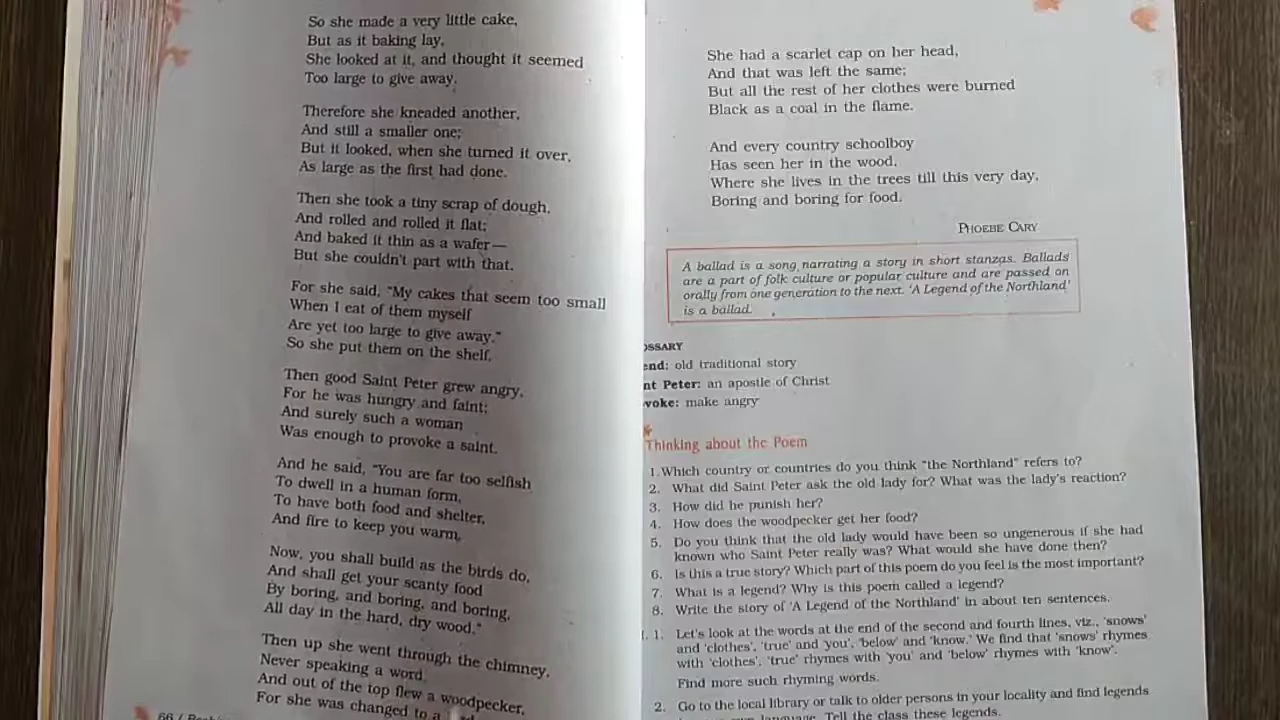 So she made a very little cake,
But as it baking lay,
She looked at it, and thought it seemed
Too large to give away.
Therefore she kneaded another,
And still a smaller one;
But it looked, when she turned it over,
As large as the first had done.
Then she took a tiny scrap of dough,
And rolled and rolled it flat;
And baked it thin as a wafer—
But she couldn't part with that.
For she said, "My cakes that seem too small
When I eat of them myself
Are yet too large to give away."
So she put them on the shelf.
Then good Saint Peter grew angry,
For he was hungry and faint;
And surely such a woman
Was enough to provoke a saint.
And he said, "You are far too selfish
To dwell in a human form,
To have both food and shelter,
And fire to keep you warm.
Now, you shall build as the birds do,
And shall get your scanty food
By boring, and boring, and boring,
All day in the hard, dry wood."
Then up she went through the chimney,
Never speaking a word
And out of the top flew a woodpecker,
For she was changed to a
66 /
She had a scarlet cap on her head,
And that was left the same;
But all the rest of her clothes were burned
Black as a coal in the flame.
And every country schoolboy
Has seen her in the wood,
Where she lives in the trees till this very day,
Boring and boring for food.
PHOEBE CARY
A ballad is a song narrating a story in short stanzas. Ballads
are a part of folk culture or popular culture and are passed on
orally from one generation to the next. 'A Legend of the Northland'
is a ballad.
OSSARY
end: old traditional story
nt Peter: an apostle of Christ
voke: make angry
Thinking about the Poem
1. Which country or countries do you think "the Northland" refers to?
2. What did Saint Peter ask the old lady for? What was the lady's reaction?
3. How did he punish her?
4. How does the woodpecker get her food?
5. Do you think that the old lady would have been so ungenerous if she had
known who Saint Peter really was? What would she have done then?
6. Is this a true story? Which part of this poem do you feel is the most important?
7. What is a legend? Why is this poem called a legend?
8. Write the story of 'A Legend of the Northland' in about ten sentences.
1. Let's look at the words at the end of the second and fourth lines, viz., 'snows'
and 'clothes', 'true' and 'you', 'below' and 'know.' We find that 'snows' rhymes
with 'clothes', 'true' rhymes with 'you' and 'below' rhymes with 'know'.
Find more such rhyming words.
2. Go to the local library or talk to older persons in your locality and find legends
language. Tell the class these legends.